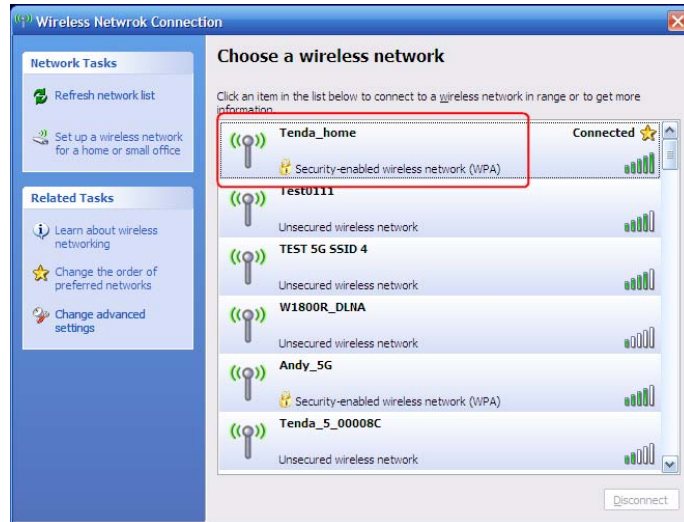 Wireless Netwrok Connection
Network Tasks
Refresh network list
Set up a wireless network
for a home or small office
Related Tasks
Learn about wireless
networking
Change the order of
preferred networks
Change advanced
settings
Choose a wireless network
Click an item in the list below to connect to a wireless network in range or to get more
information.
Tenda_home
Connected
Security-enabled wireless network (WPA)
Test0111
Unsecured wireless network
TEST 5G SSID 4
Unsecured wireless network
W1800R_DLNA
Unsecured wireless network
Andy_5G
Security-enabled wireless network (WPA)
Tenda_5_00008C
Unsecured wireless network
Disconnect